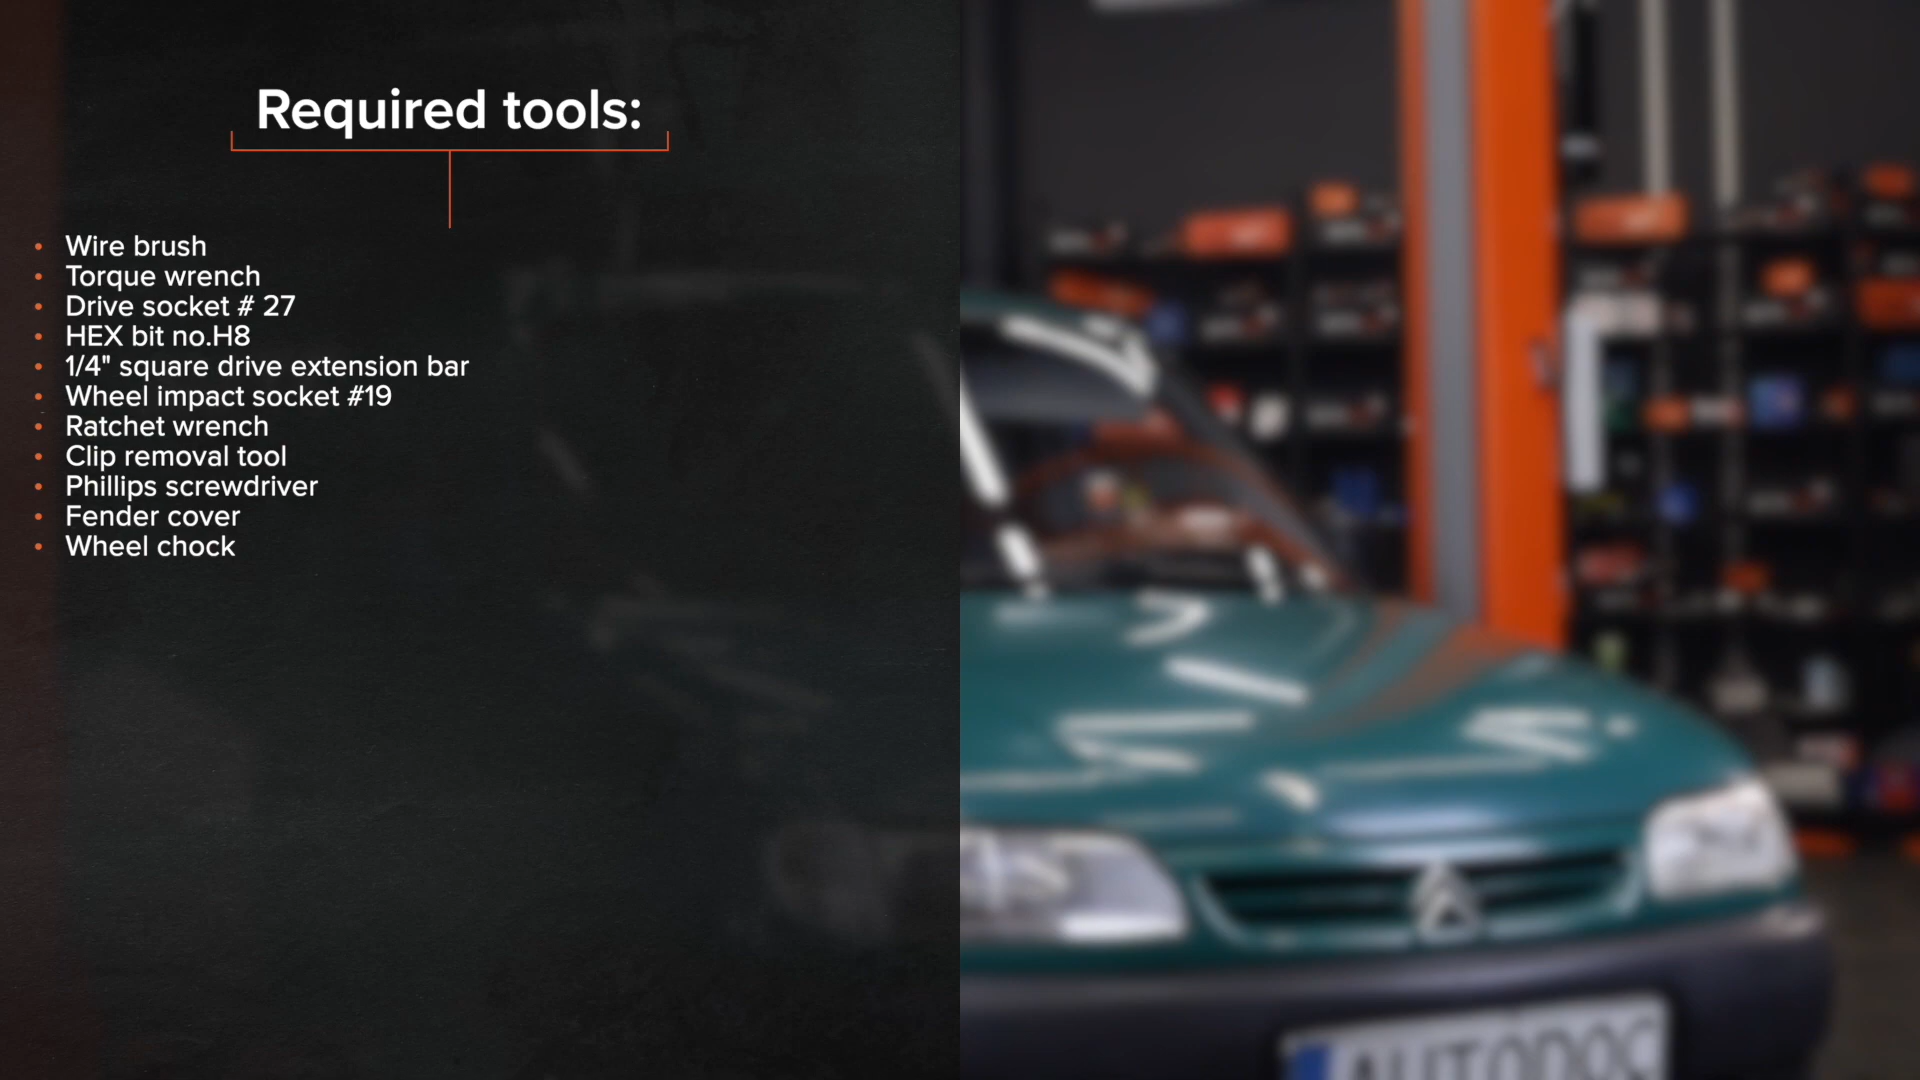 Required tools:
Wire brush
Torque wrench
Drive socket # 27
HEX bit no.H8
1/4" square drive extension bar
Wheel impact socket #19
Ratchet wrench
Clip removal tool
Phillips screwdriver
Fender cover
Wheel chock
AUTODOC